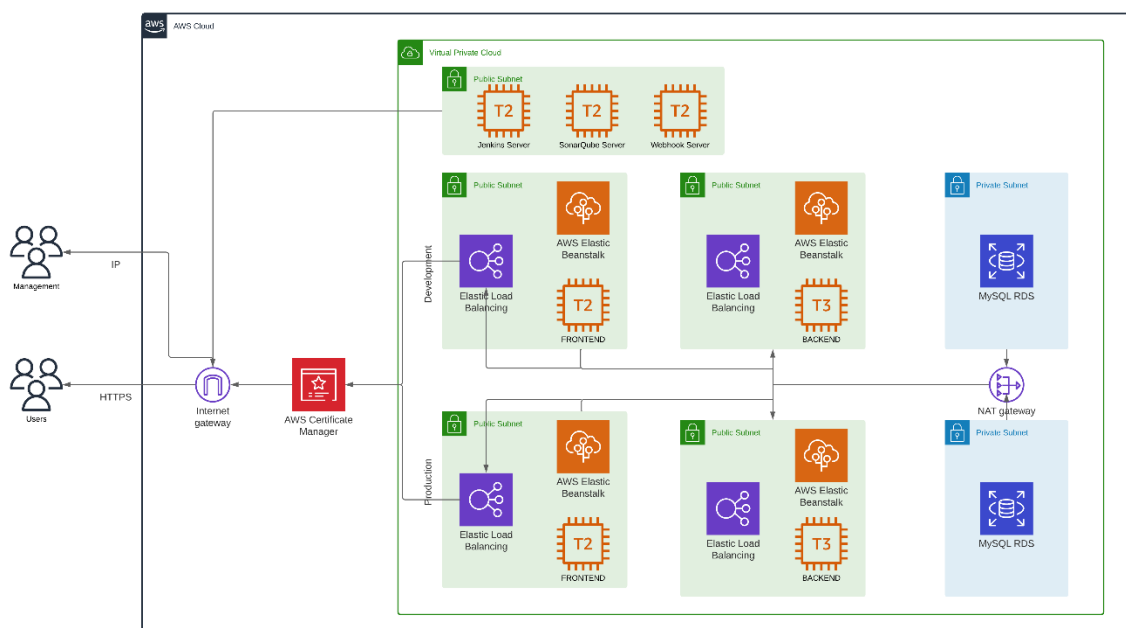 aws
AWS Cloud
Virtual Private Cloud
Public Subnet
T2
T2
T2
Jenkins Server
SonarQube Server
Webhook Server
Development
Public Subnet
AWS Elastic
Beanstalk
Elastic Load
Balancing
T2
FRONTEND
Public Subnet
AWS Elastic
Beanstalk
Elastic Load
Balancing
T3
BACKEND
Private Subnet
MySQL RDS
Management
IP
Users
HTTPS
Internet
gateway
AWS Certificate
Manager
NAT gateway
Production
Public Subnet
AWS Elastic
Beanstalk
Elastic Load
Balancing
T2
FRONTEND
Public Subnet
AWS Elastic
Beanstalk
Elastic Load
Balancing
T3
BACKEND
Private Subnet
MySQL RDS